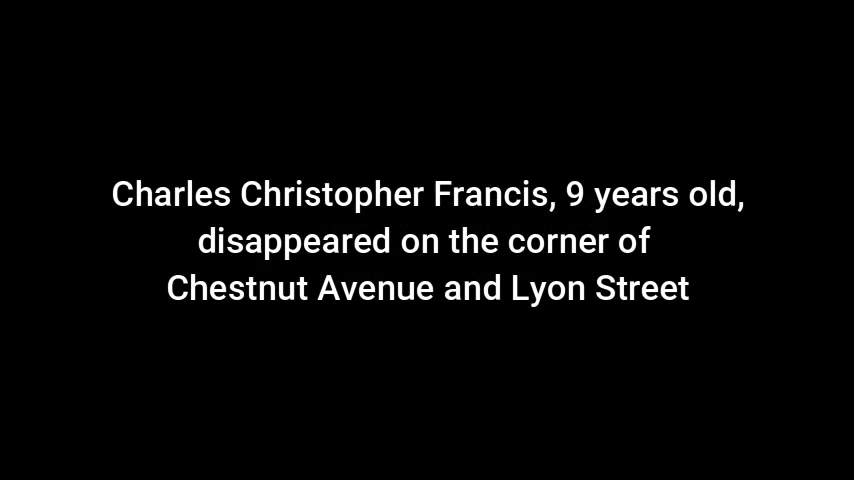 Charles Christopher Francis, 9 years old,
disappeared on the corner of
Chestnut Avenue and Lyon Street